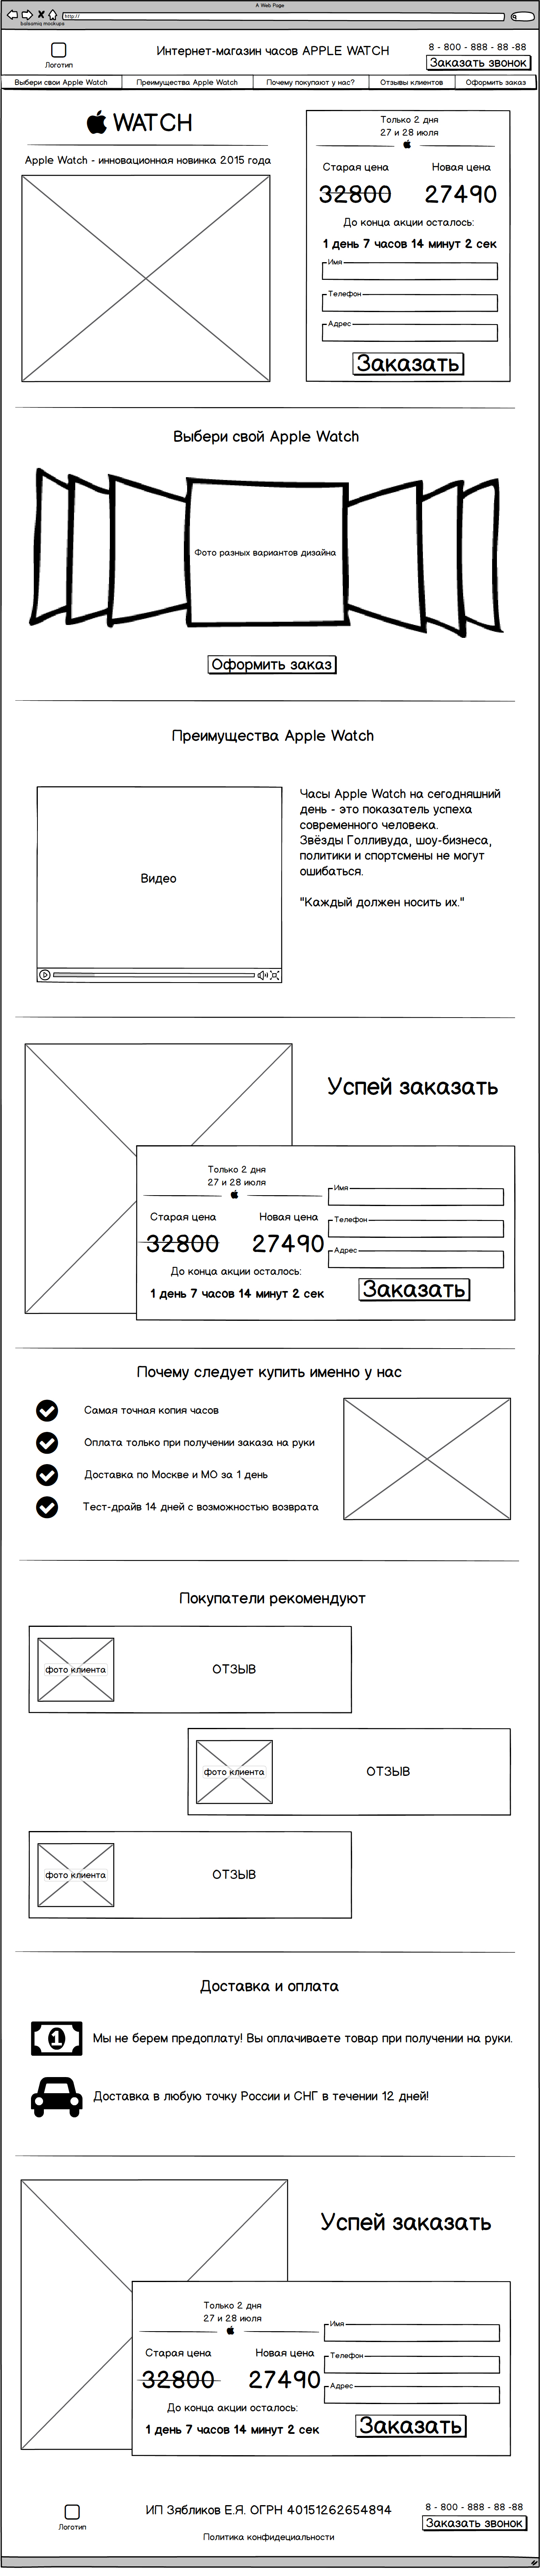 A Web Page
http://
balsamiq mockups
Интернет-магазин часов APPLE WATCH
8 - 800 - 888 - 88 -88
Логотип
Заказать звонок
Выбери свои Apple Watch
Преимущества Apple Watch
Почему покупают у нас?
Отзывы клиентов
Оформить заказ
WATCH
Apple Watch - инновационная новинка 2015 года
Только 2 дня
27 и 28 июля
Старая цена
Новая цена
32800
27490
До конца акции осталось:
1 день 7 часов 14 минут 2 сек
Имя
Телефон
Адрес
Заказать
Выбери свой Apple Watch
Фото разных вариантов дизайна
Оформить заказ
Преимущества Apple Watch
Видео
Часы Apple Watch на сегодняшний
день - это показатель успеха
современного человека.
Звёзды Голливуда, шоу-бизнеса,
политики и спортсмены не могут
ошибаться.
"Каждый должен носить их."
Успей заказать
Только 2 дня
27 и 28 июля
Старая цена
Новая цена
32800
27490
До конца акции осталось:
1 день 7 часов 14 минут 2 сек
Имя
Телефон
Адрес
Заказать
Почему следует купить именно у нас
Самая точная копия часов
Оплата только при получении заказа на руки
Доставка по Москве и МО за 1 день
Тест-драйв 14 дней с возможностью возврата
Покупатели рекомендуют
фото клиента
ОТЗЫВ
фото клиента
ОТЗЫВ
фото клиента
ОТЗЫВ
Доставка и оплата
1
Мы не берем предоплату! Вы оплачиваете товар при получении на руки.
Доставка в любую точку России и СНГ в течении 12 дней!
Успей заказать
Только 2 дня
27 и 28 июля
Старая цена
Новая цена
32800
27490
До конца акции осталось:
1 день 7 часов 14 минут 2 сек
Имя
Телефон
Адрес
Заказать
Логотип
ИП Зябликов Е.Я. ОГРН 40151262654894
Политика конфидециальности
8 - 800 - 888 - 88 -88
Заказать звонок